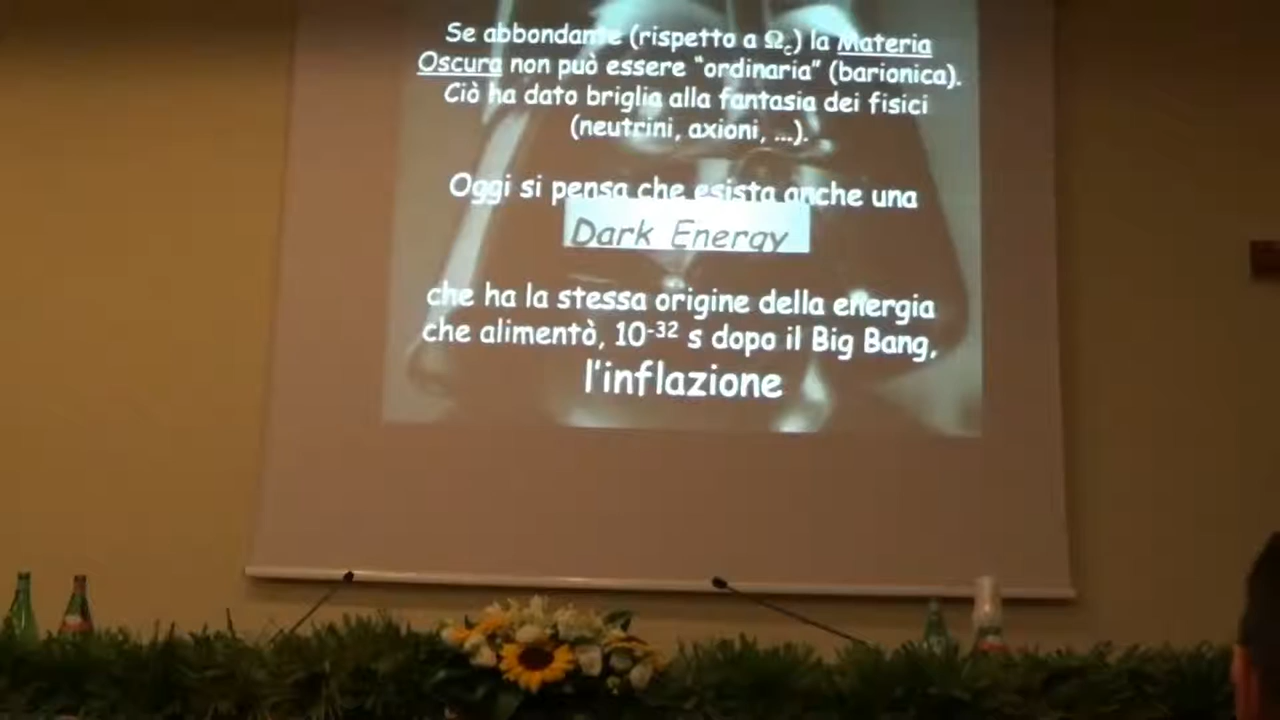 Se abbondante (rispetto a Ωc) la Materia
Oscura non può essere "ordinaria" (barionica).
Ciò ha dato briglia alla fantasia dei fisici
(neutrini, axioni, ...).
Oggi si pensa che esista anche una
Dark Energy
che ha la stessa origine della energia
che alimentò, 10⁻³² s dopo il Big Bang,
l'inflazione